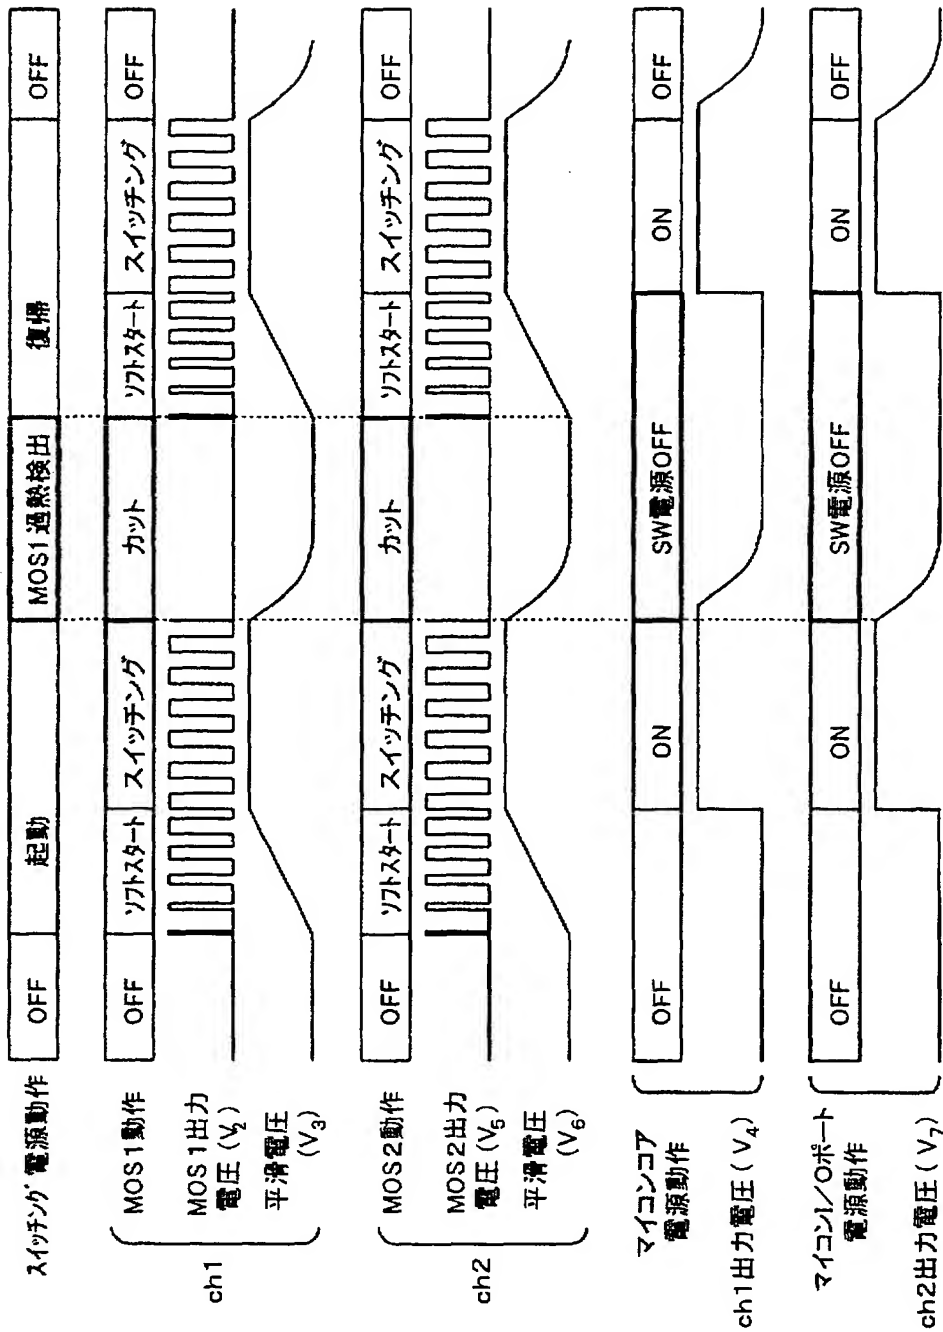 スイッチング電源動作
OFF
起動
MOS1過熱検出
復帰
OFF
ch1
MOS1動作
OFF
ソフトスタート
スイッチング
カット
ソフトスタート
スイッチング
OFF
MOS1出力
電圧(V2)
平滑電圧
(V3)
ch2
MOS2動作
OFF
ソフトスタート
スイッチング
カット
ソフトスタート
スイッチング
OFF
MOS2出力
電圧(V5)
平滑電圧
(V6)
マイコンコア
電源動作
OFF
ON
SW電源OFF
ON
OFF
ch1出力電圧(V4)
マイコンI/Oポート
電源動作
OFF
ON
SW電源OFF
ON
OFF
ch2出力電圧(V7)